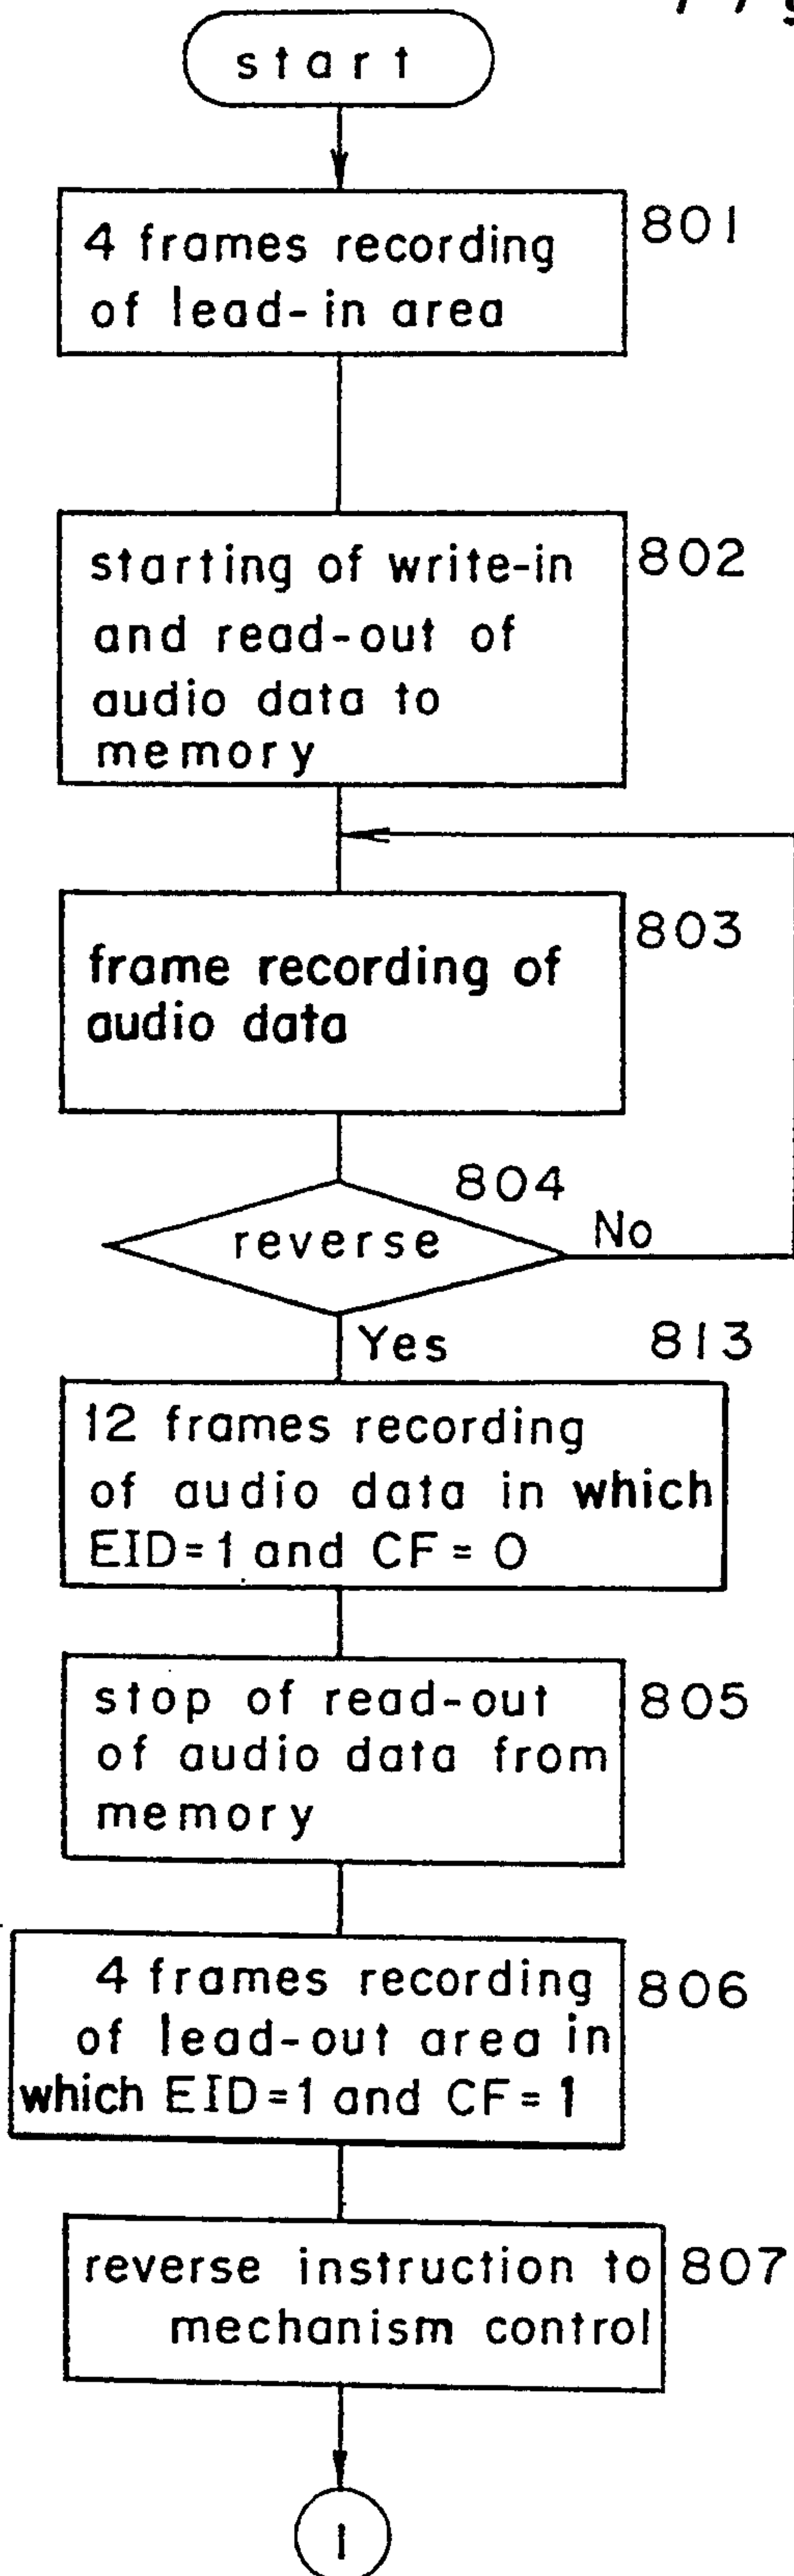 start
801
4 frames recording
of lead-in area
802
starting of write-in
and read-out of
audio data to
memory
803
frame recording of
audio data
804
reverse
No
Yes
813
12 frames recording
of audio data in which
EID=1 and CF=0
805
stop of read-out
of audio data from
memory
806
4 frames recording
of lead-out area in
which EID=1 and CF=1
807
reverse instruction to
mechanism control
1